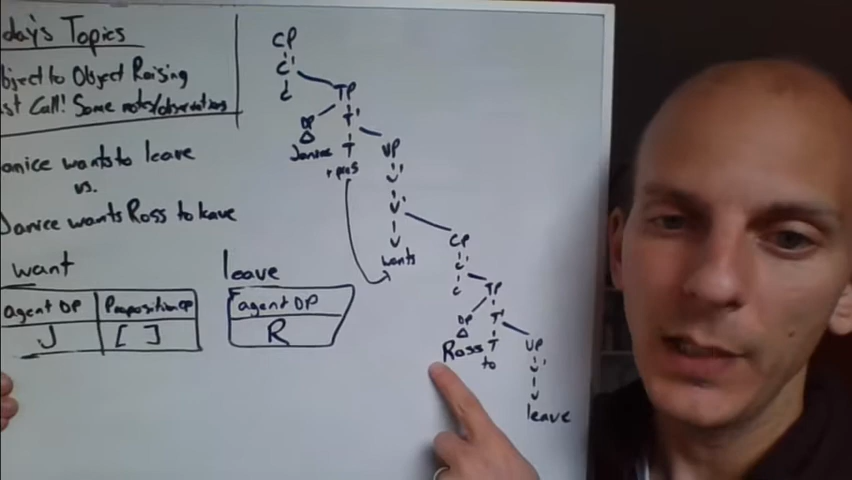 day's Topics
bject to Object Raising
st Call! Some notes/observations
anice wants to leave
vs.
Janice wants Ross to leave
want
agent DP Proposition CP
J [ ]
leave
agent DP
R
CP
C'
C TP
DP T'
Janice T VP
+pres V'
V'
V CP
wants C'
C TP
DP T'
Ross T VP
to V'
V
leave